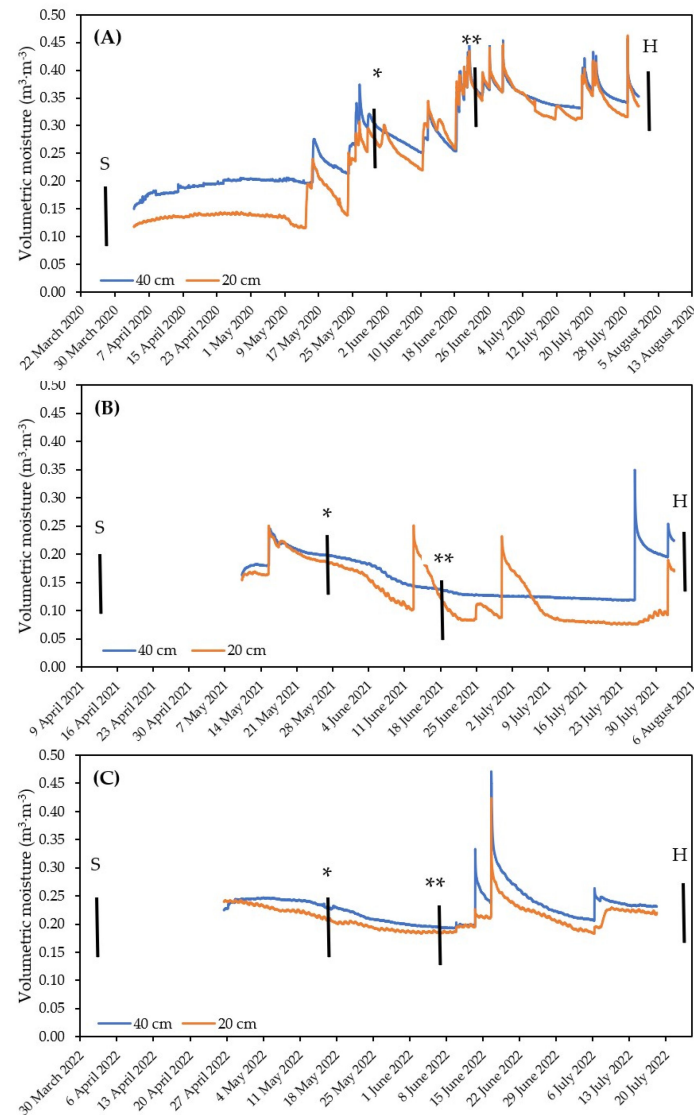 (A)
Volumetric moisture (m³·m⁻³)
0.50
0.45
0.40
0.35
0.30
0.25
0.20
0.15
0.10
0.05
0.00
S
*
**
H
40 cm 20 cm
22 March 2020
30 March 2020
7 April 2020
15 April 2020
23 April 2020
1 May 2020
9 May 2020
17 May 2020
25 May 2020
2 June 2020
10 June 2020
18 June 2020
26 June 2020
4 July 2020
12 July 2020
20 July 2020
28 July 2020
5 August 2020
13 August 2020
(B)
Volumetric moisture (m³·m⁻³)
0.50
0.45
0.40
0.35
0.30
0.25
0.20
0.15
0.10
0.05
0.00
S
*
**
H
40 cm 20 cm
9 April 2021
16 April 2021
23 April 2021
30 April 2021
7 May 2021
14 May 2021
21 May 2021
28 May 2021
4 June 2021
11 June 2021
18 June 2021
25 June 2021
2 July 2021
9 July 2021
16 July 2021
23 July 2021
30 July 2021
6 August 2021
(C)
Volumetric moisture (m³·m⁻³)
0.50
0.45
0.40
0.35
0.30
0.25
0.20
0.15
0.10
0.05
0.00
S
*
**
H
40 cm 20 cm
30 March 2022
6 April 2022
13 April 2022
20 April 2022
27 April 2022
4 May 2022
11 May 2022
18 May 2022
25 May 2022
1 June 2022
8 June 2022
15 June 2022
22 June 2022
29 June 2022
6 July 2022
13 July 2022
20 July 2022